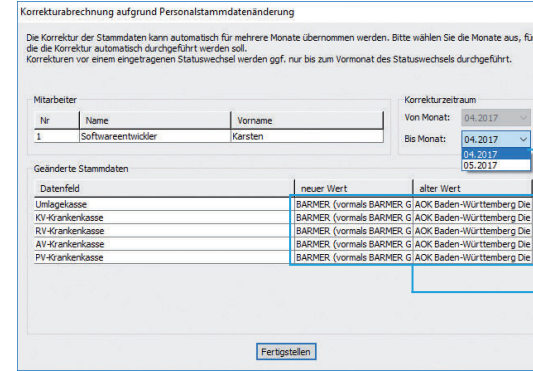 Korrekturabrechnung aufgrund Personalstammdatenänderung
Die Korrektur der Stammdaten kann automatisch für mehrere Monate übernommen werden. Bitte wählen Sie die Monate aus, fü
die die Korrektur automatisch durchgeführt werden soll.
Korrekturen vor einem eingetragenen Statuswechsel werden ggf. nur bis zum Vormonat des Statuswechsels durchgeführt.
Mitarbeiter
Nr Name Vorname
1 Softwareentwickler Karsten
Korrekturzeitraum
Von Monat: 04.2017
Bis Monat: 04.2017
04.2017
05.2017
Geänderte Stammdaten
Datenfeld neuer Wert alter Wert
Umlagekasse BARMER (vormals BARMER G AOK Baden-Württemberg Die
KV-Krankenkasse BARMER (vormals BARMER G AOK Baden-Württemberg Die
RV-Krankenkasse BARMER (vormals BARMER G AOK Baden-Württemberg Die
AV-Krankenkasse BARMER (vormals BARMER G AOK Baden-Württemberg Die
PV-Krankenkasse BARMER (vormals BARMER G AOK Baden-Württemberg Die
Fertigstellen